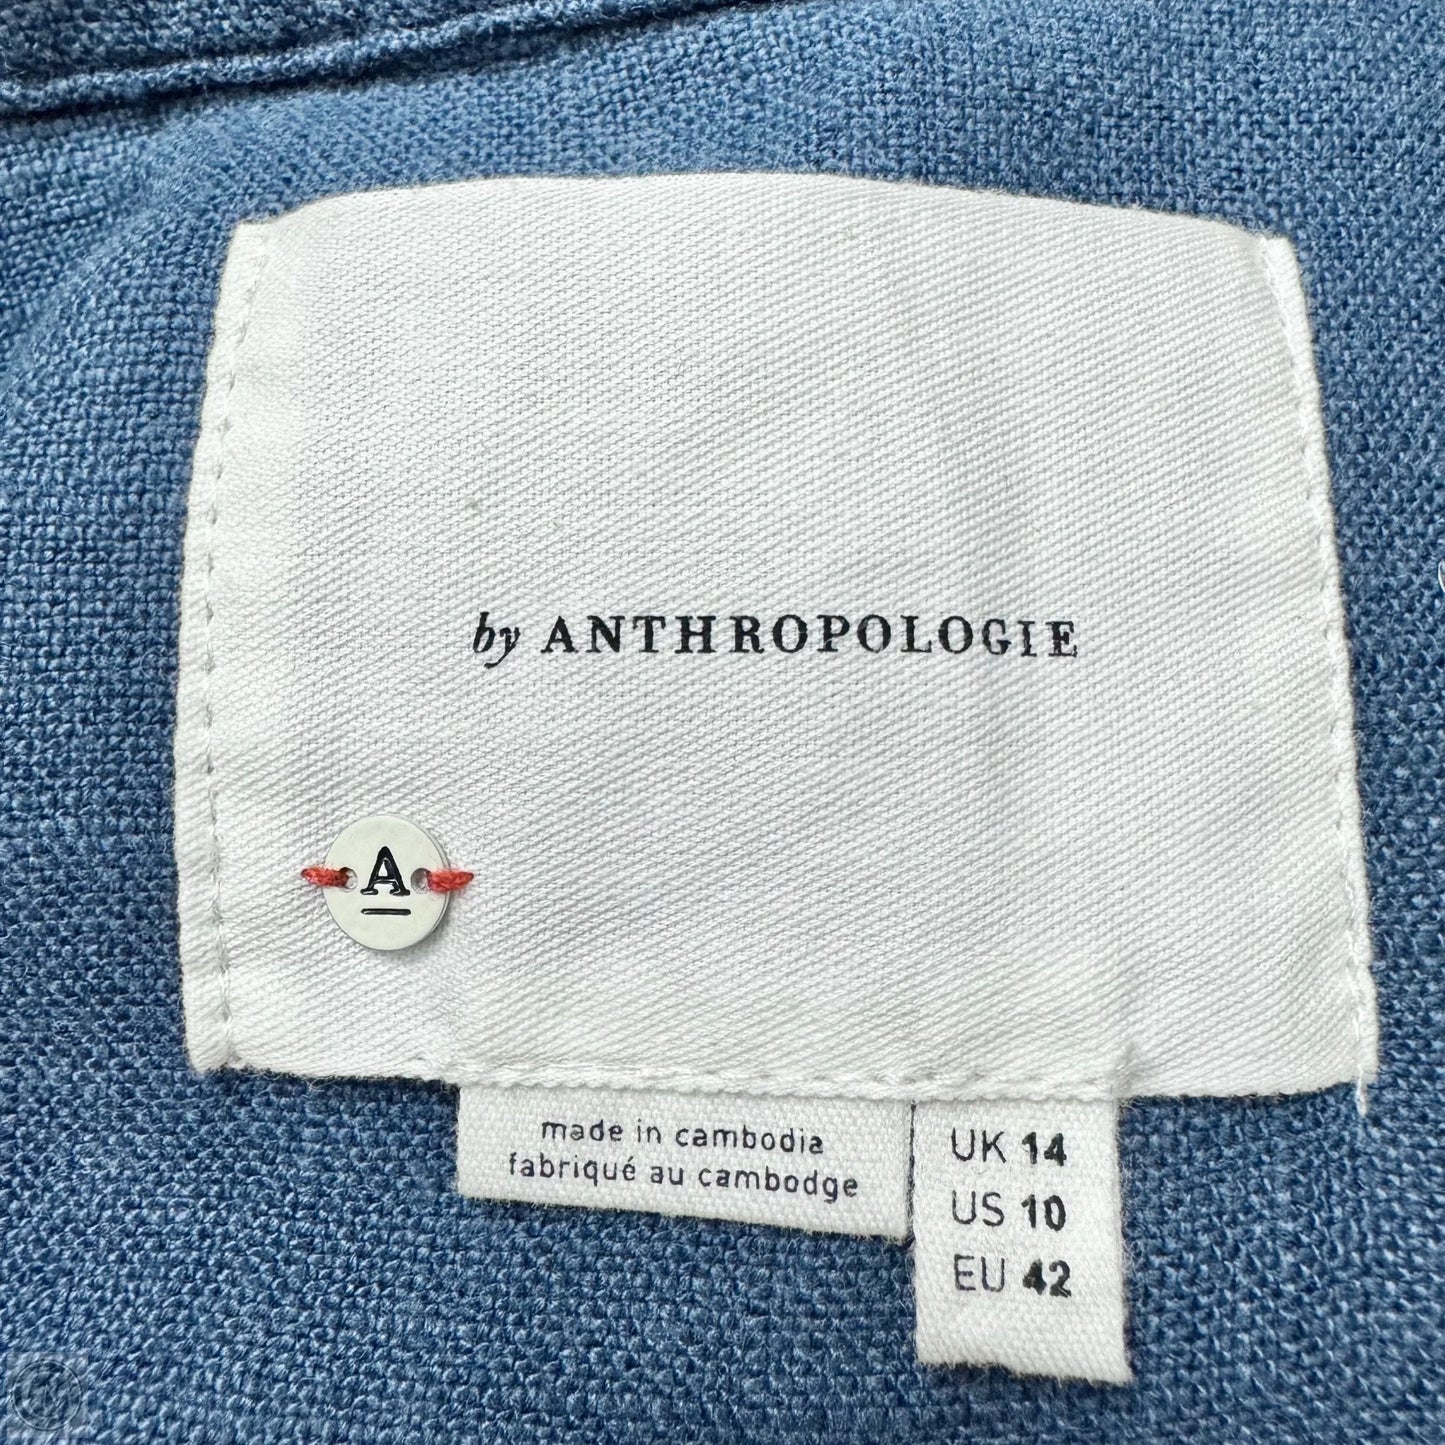 by ANTHROPOLOGIE
A
made in cambodia
fabriqué au cambodge
UK 14
US 10
EU 42